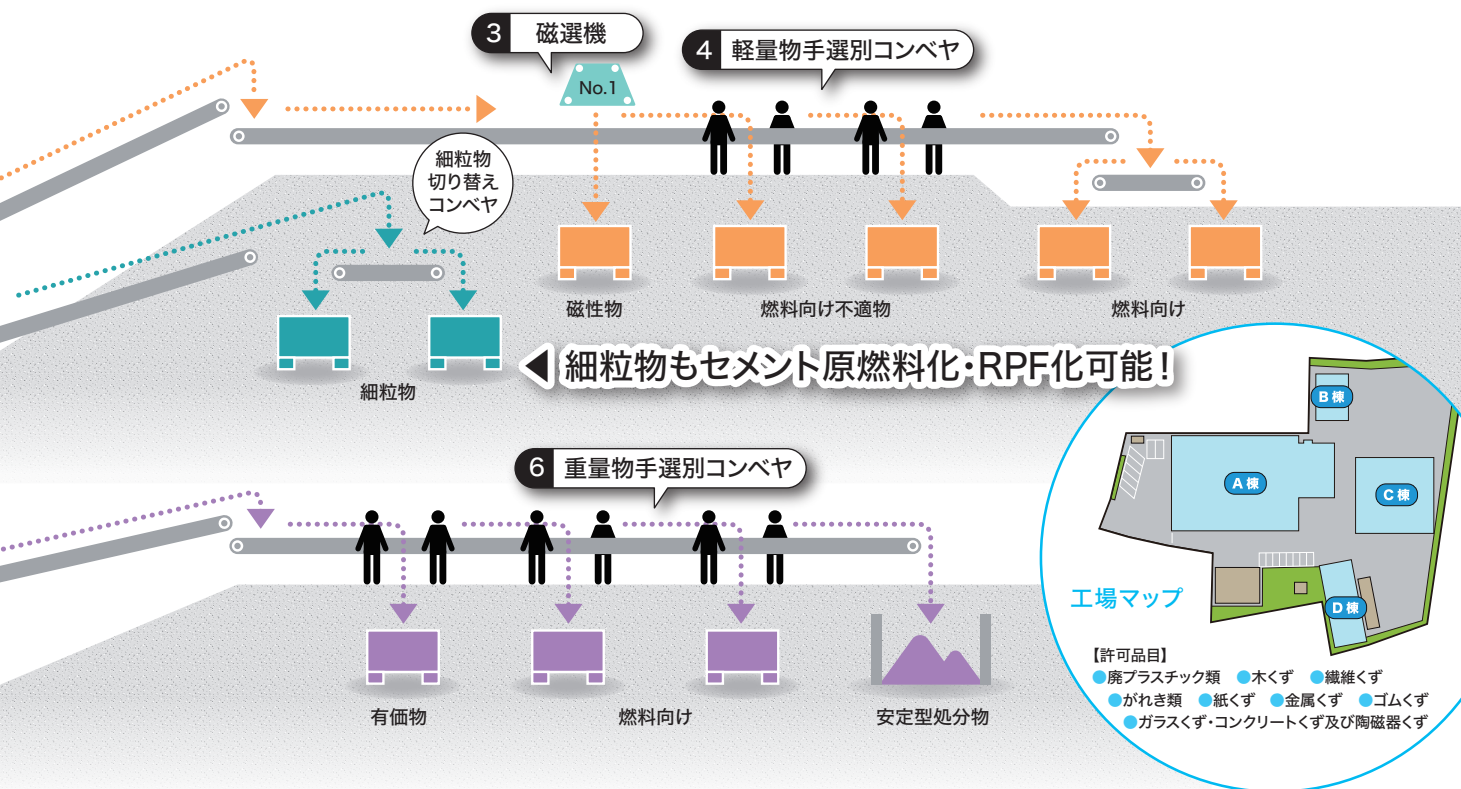 3 磁選機
4 軽量物手選別コンベヤ
No.1
細粒物
切り替え
コンベヤ
磁性物
燃料向け不適物
燃料向け
細粒物
◀ 細粒物もセメント原燃料化・RPF化可能！
6 重量物手選別コンベヤ
有価物
燃料向け
安定型処分物
B棟
A棟
C棟
D棟
工場マップ
【許可品目】
●廃プラスチック類 ●木くず ●繊維くず
●がれき類 ●紙くず ●金属くず ●ゴムくず
●ガラスくず・コンクリートくず及び陶磁器くず